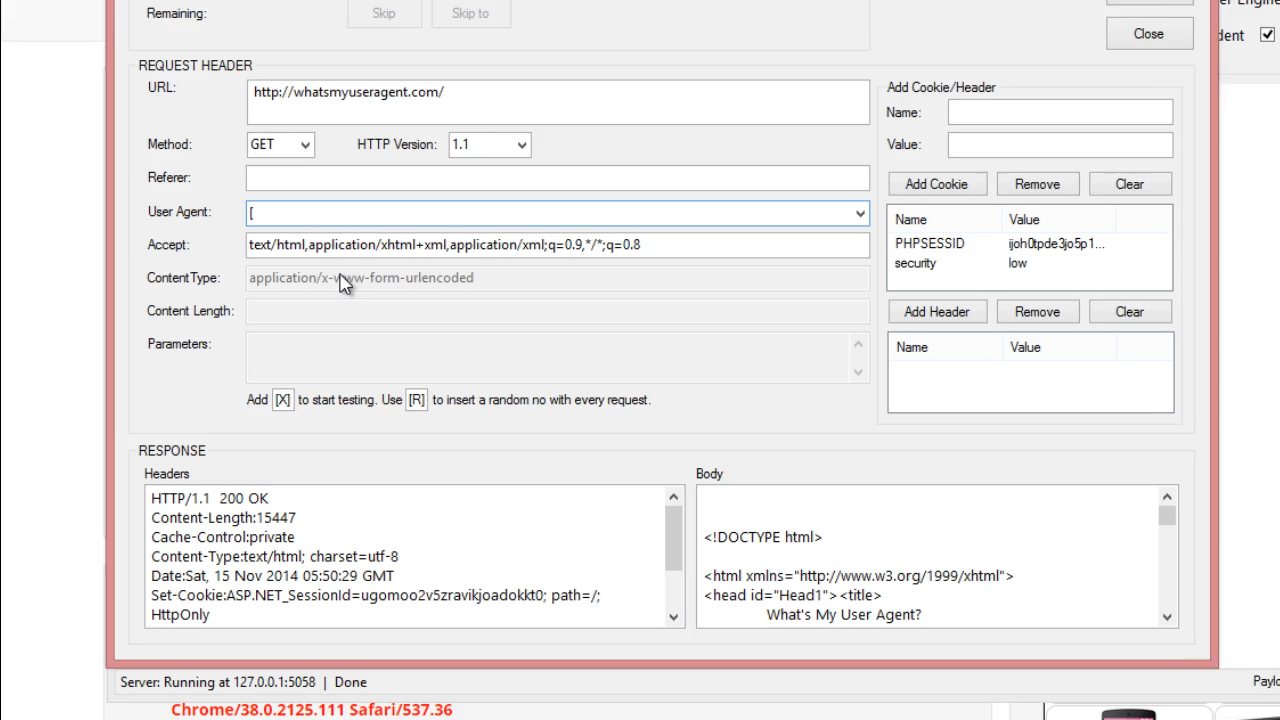 Remaining:
Skip
Skip to
Close
dent
REQUEST HEADER
URL:
http://whatsmyuseragent.com/
Method:
GET
HTTP Version:
1.1
Referer:
User Agent:
[
Accept:
text/html,application/xhtml+xml,application/xml;q=0.9,*/*;q=0.8
ContentType:
application/x-www-form-urlencoded
Content Length:
Parameters:
Add [X] to start testing. Use [R] to insert a random no with every request.
Add Cookie/Header
Name:
Value:
Add Cookie
Remove
Clear
Name Value
PHPSESSID ijoh0tpde3jo5p1...
security low
Add Header
Remove
Clear
Name Value
RESPONSE
Headers
HTTP/1.1 200 OK
Content-Length:15447
Cache-Control:private
Content-Type:text/html; charset=utf-8
Date:Sat, 15 Nov 2014 05:50:29 GMT
Set-Cookie:ASP.NET_SessionId=ugomoo2v5zravikjoadokkt0; path=/;
HttpOnly
Body
<!DOCTYPE html>
<html xmlns="http://www.w3.org/1999/xhtml">
<head id="Head1"> <title>
What's My User Agent?
Server: Running at 127.0.0.1:5058 | Done
Paylo
Chrome/38.0.2125.111 Safari/537.36